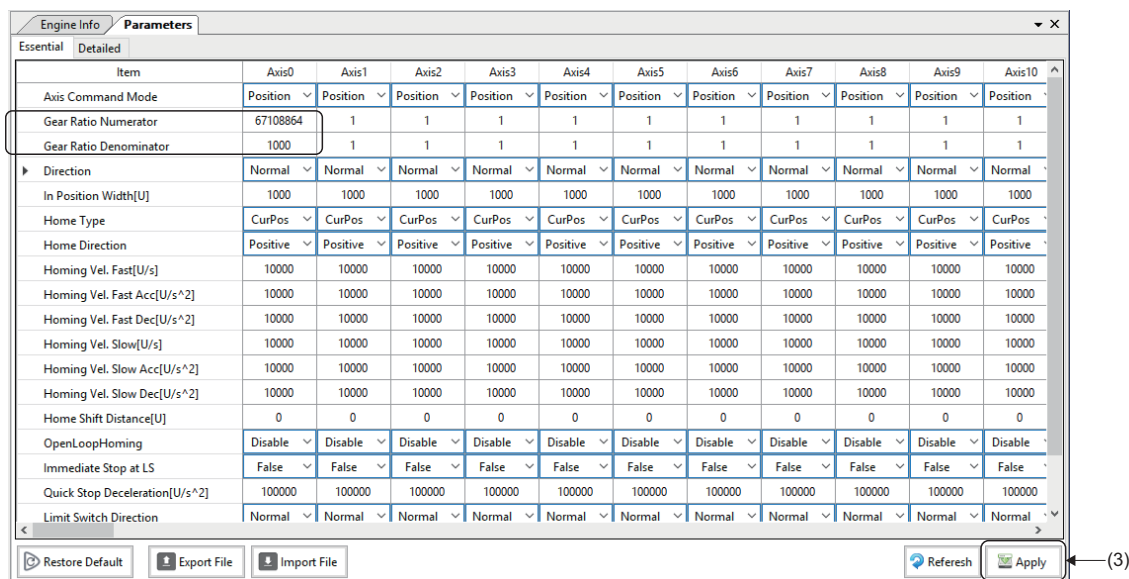 Engine Info Parameters
Essential Detailed
Item Axis0 Axis1 Axis2 Axis3 Axis4 Axis5 Axis6 Axis7 Axis8 Axis9 Axis10
Axis Command Mode Position Position Position Position Position Position Position Position Position Position Position
Gear Ratio Numerator 67108864 1 1 1 1 1 1 1 1 1 1
Gear Ratio Denominator 1000 1 1 1 1 1 1 1 1 1 1
Direction Normal Normal Normal Normal Normal Normal Normal Normal Normal Normal Normal
In Position Width[U] 1000 1000 1000 1000 1000 1000 1000 1000 1000 1000 1000
Home Type CurPos CurPos CurPos CurPos CurPos CurPos CurPos CurPos CurPos CurPos CurPos
Home Direction Positive Positive Positive Positive Positive Positive Positive Positive Positive Positive Positive
Homing Vel. Fast[U/s] 10000 10000 10000 10000 10000 10000 10000 10000 10000 10000 10000
Homing Vel. Fast Acc[U/s^2] 10000 10000 10000 10000 10000 10000 10000 10000 10000 10000 10000
Homing Vel. Fast Dec[U/s^2] 10000 10000 10000 10000 10000 10000 10000 10000 10000 10000 10000
Homing Vel. Slow[U/s] 10000 10000 10000 10000 10000 10000 10000 10000 10000 10000 10000
Homing Vel. Slow Acc[U/s^2] 10000 10000 10000 10000 10000 10000 10000 10000 10000 10000 10000
Homing Vel. Slow Dec[U/s^2] 10000 10000 10000 10000 10000 10000 10000 10000 10000 10000 10000
Home Shift Distance[U] 0 0 0 0 0 0 0 0 0 0 0
OpenLoopHoming Disable Disable Disable Disable Disable Disable Disable Disable Disable Disable Disable
Immediate Stop at LS False False False False False False False False False False False
Quick Stop Deceleration[U/s^2] 100000 100000 100000 100000 100000 100000 100000 100000 100000 100000 100000
Limit Switch Direction Normal Normal Normal Normal Normal Normal Normal Normal Normal Normal Normal
Restore Default Export File Import File Referesh Apply (3)